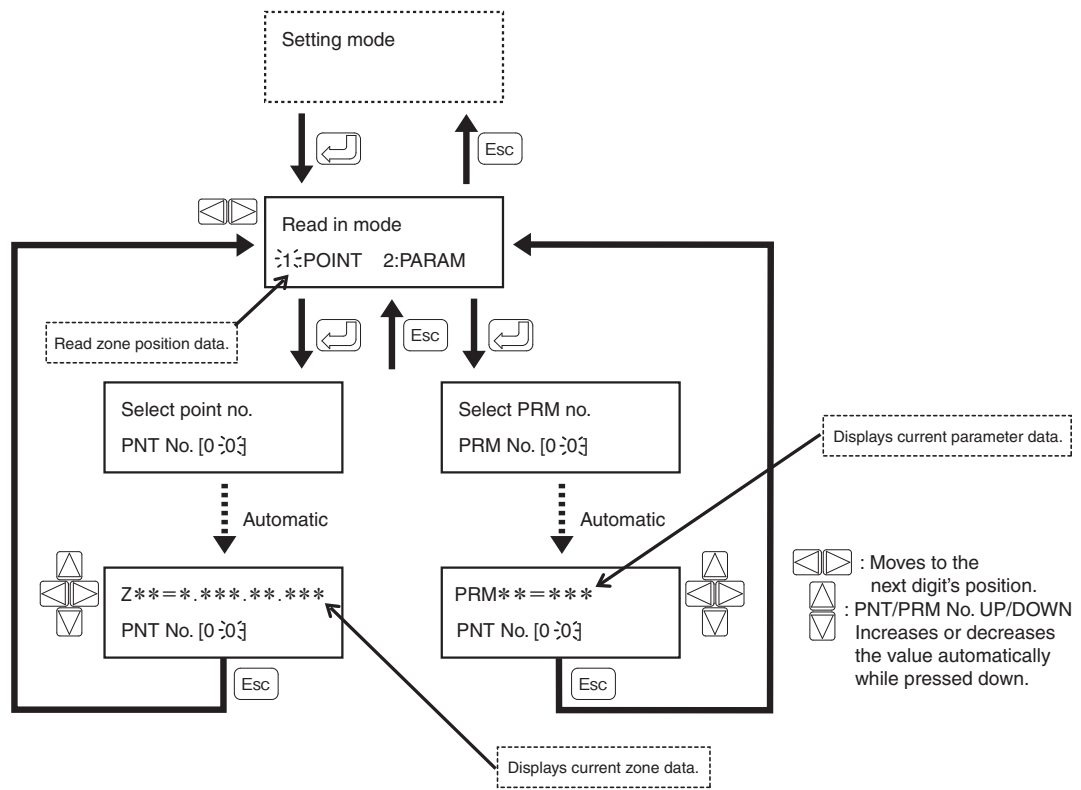 Setting mode
Esc
Read in mode
1:POINT 2:PARAM
Read zone position data.
Esc
Select point no.
PNT No. [0 0]
Select PRM no.
PRM No. [0 0]
Displays current parameter data.
Automatic
Automatic
Z**=*.***.**.***
PNT No. [0 0]
PRM**=***
PNT No. [0 0]
: Moves to the
next digit's position.
: PNT/PRM No. UP/DOWN
Increases or decreases
the value automatically
while pressed down.
Esc
Esc
Displays current zone data.